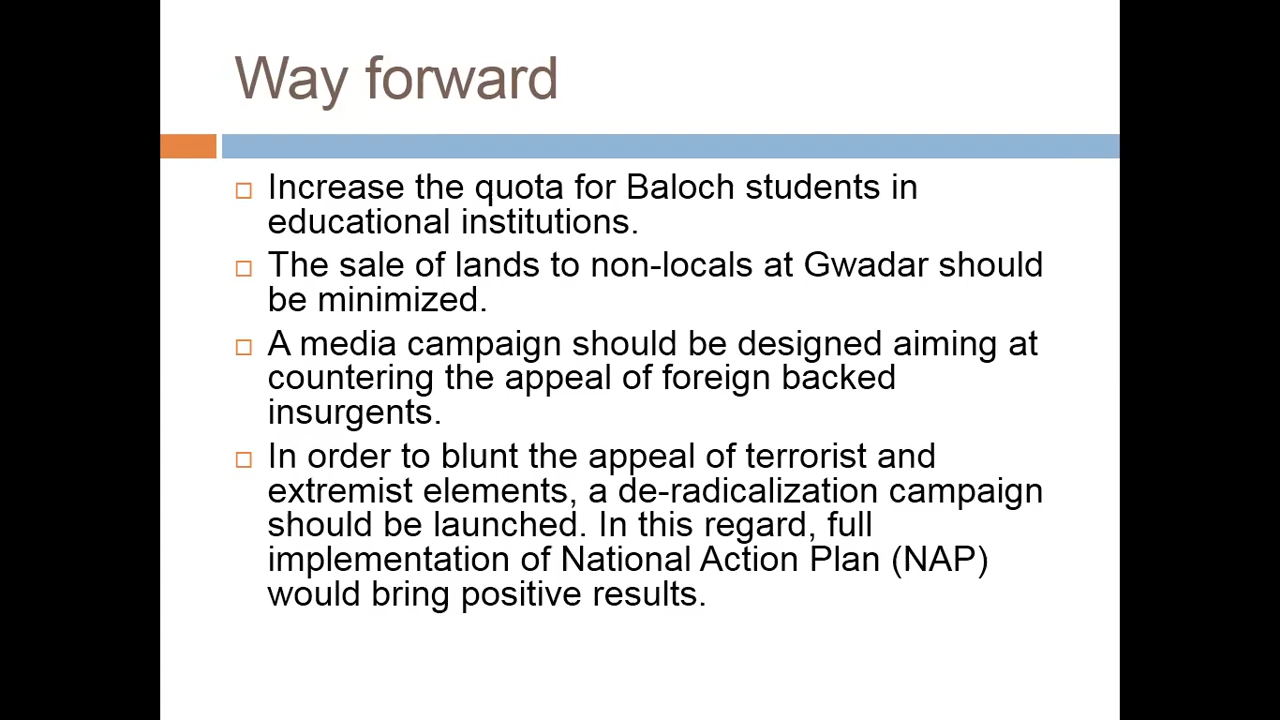 Way forward
Increase the quota for Baloch students in
educational institutions.
The sale of lands to non-locals at Gwadar should
be minimized.
A media campaign should be designed aiming at
countering the appeal of foreign backed
insurgents.
In order to blunt the appeal of terrorist and
extremist elements, a de-radicalization campaign
should be launched. In this regard, full
implementation of National Action Plan (NAP)
would bring positive results.